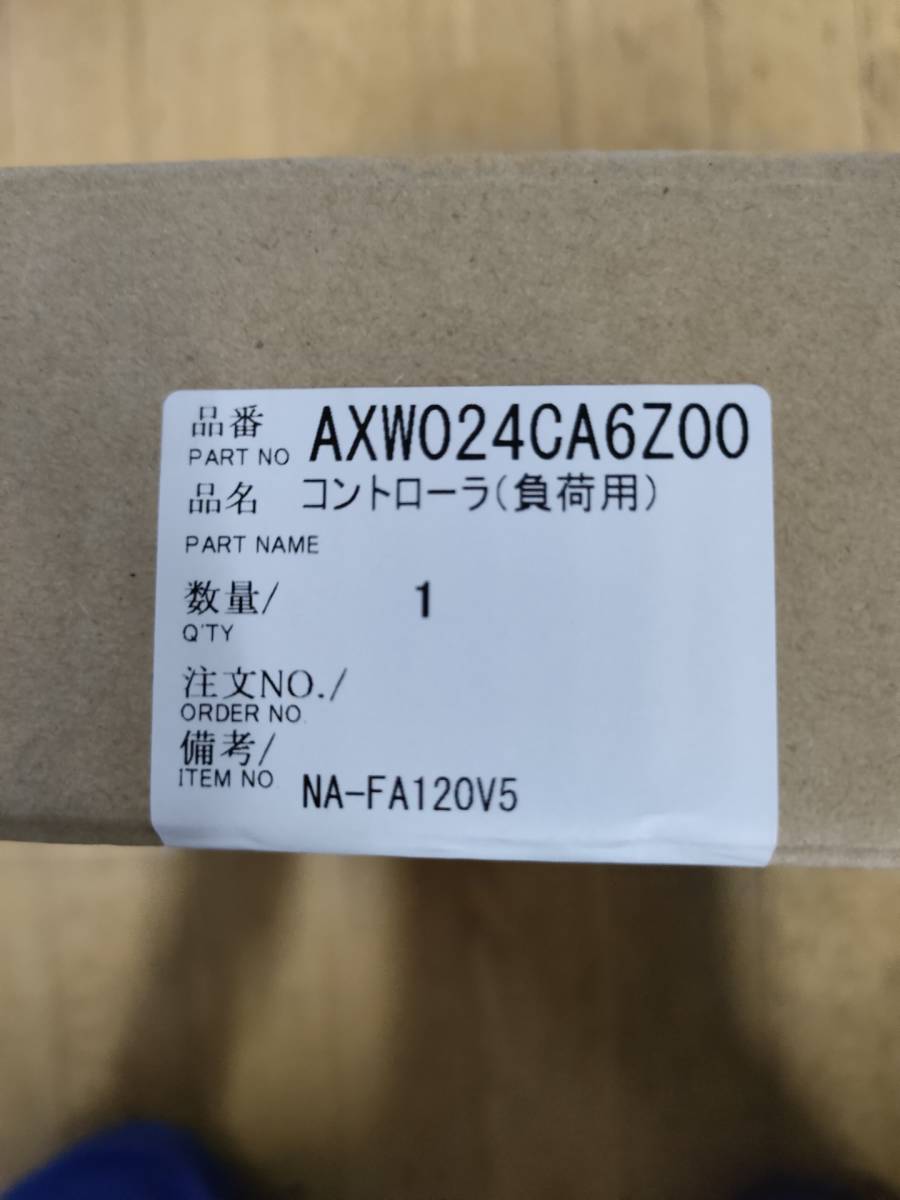 品番 AXW024CA6Z00
PART NO
品名 コントローラ(負荷用)
PART NAME
数量/ 1
Q'TY
注文NO./
ORDER NO.
備考/
ITEM NO NA-FA120V5